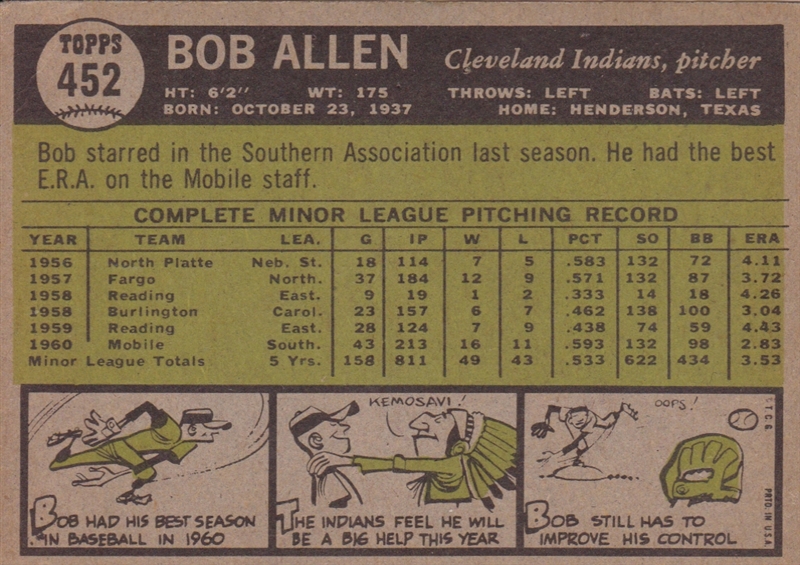 TOPPS
452
BOB ALLEN
Cleveland Indians, pitcher
HT: 6'2" WT: 175 THROWS: LEFT BATS: LEFT
BORN: OCTOBER 23, 1937 HOME: HENDERSON, TEXAS
Bob starred in the Southern Association last season. He had the best
E.R.A. on the Mobile staff.
COMPLETE MINOR LEAGUE PITCHING RECORD
YEAR TEAM LEA. G IP W L PCT SO BB ERA
1956 North Platte Neb. St. 18 114 7 5 .583 132 72 4.11
1957 Fargo North. 37 184 12 9 .571 132 87 3.72
1958 Reading East. 9 19 1 2 .333 14 18 4.26
1958 Burlington Carol. 23 157 6 7 .462 138 100 3.04
1959 Reading East. 28 124 7 9 .438 74 59 4.43
1960 Mobile South. 43 213 16 11 .593 132 98 2.83
Minor League Totals 5 Yrs. 158 811 49 43 .533 622 434 3.53
BOB HAD HIS BEST SEASON
IN BASEBALL IN 1960
KEMOSAVI!
THE INDIANS FEEL HE WILL
BE A BIG HELP THIS YEAR
OOPS!
BOB STILL HAS TO
IMPROVE HIS CONTROL
T.C.G.
PRTD. IN U.S.A.